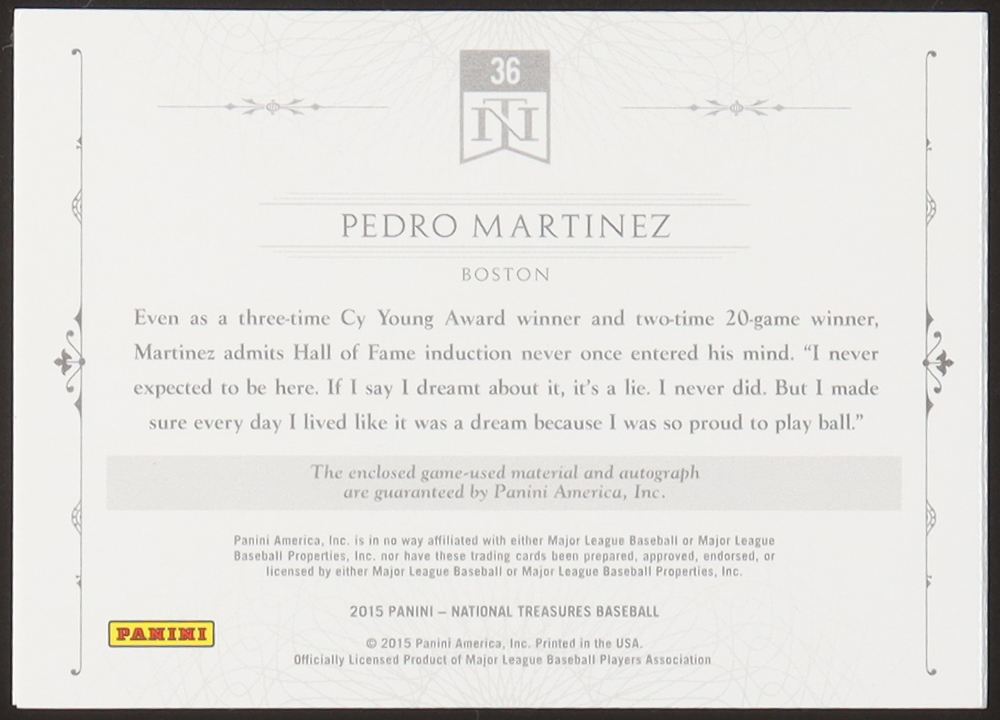 36
NT
PEDRO MARTINEZ
BOSTON
Even as a three-time Cy Young Award winner and two-time 20-game winner,
Martinez admits Hall of Fame induction never once entered his mind. “I never
expected to be here. If I say I dreamt about it, it’s a lie. I never did. But I made
sure every day I lived like it was a dream because I was so proud to play ball.”
The enclosed game-used material and autograph
are guaranteed by Panini America, Inc.
Panini America, Inc. is in no way affiliated with either Major League Baseball or Major League
Baseball Properties, Inc. nor have these trading cards been prepared, approved, endorsed, or
licensed by either Major League Baseball or Major League Baseball Properties, Inc.
2015 PANINI – NATIONAL TREASURES BASEBALL
PANINI
© 2015 Panini America, Inc. Printed in the USA.
Officially Licensed Product of Major League Baseball Players Association